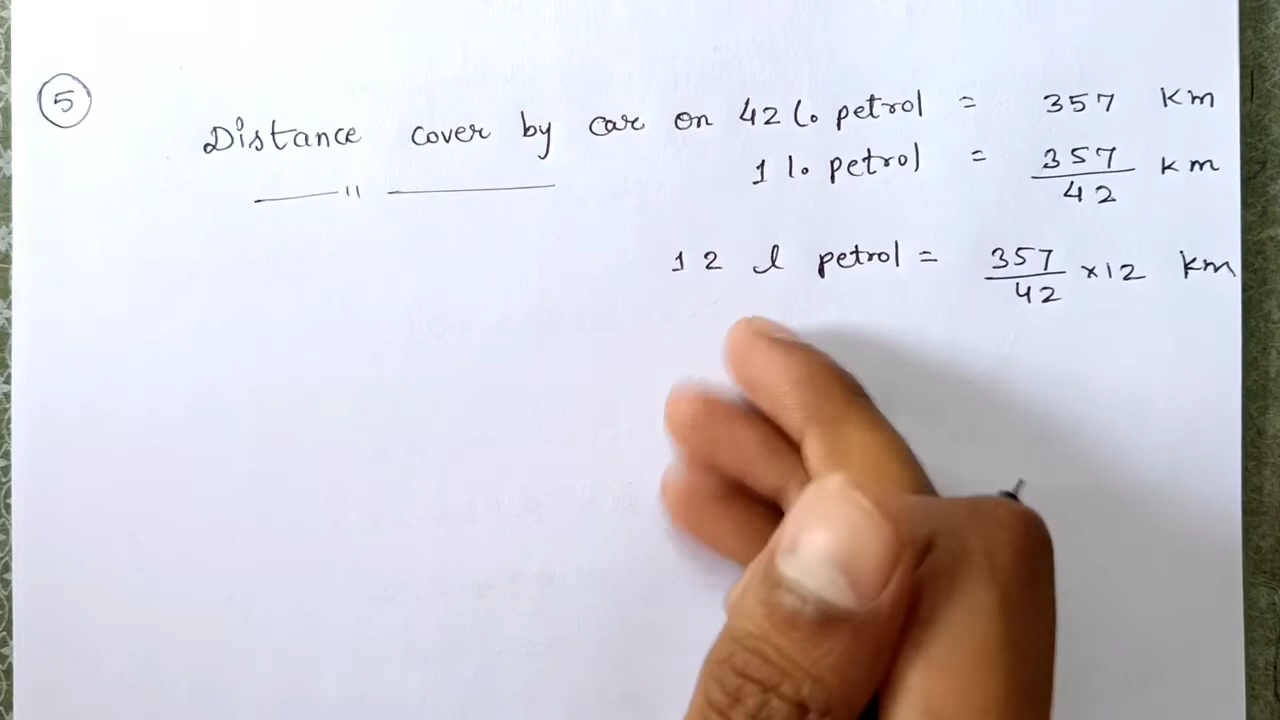 5
Distance cover by car on 42 l. petrol = 357 km
—— " —— 1 l. petrol = 357/42 km
12 l petrol = 357/42 ×12 km